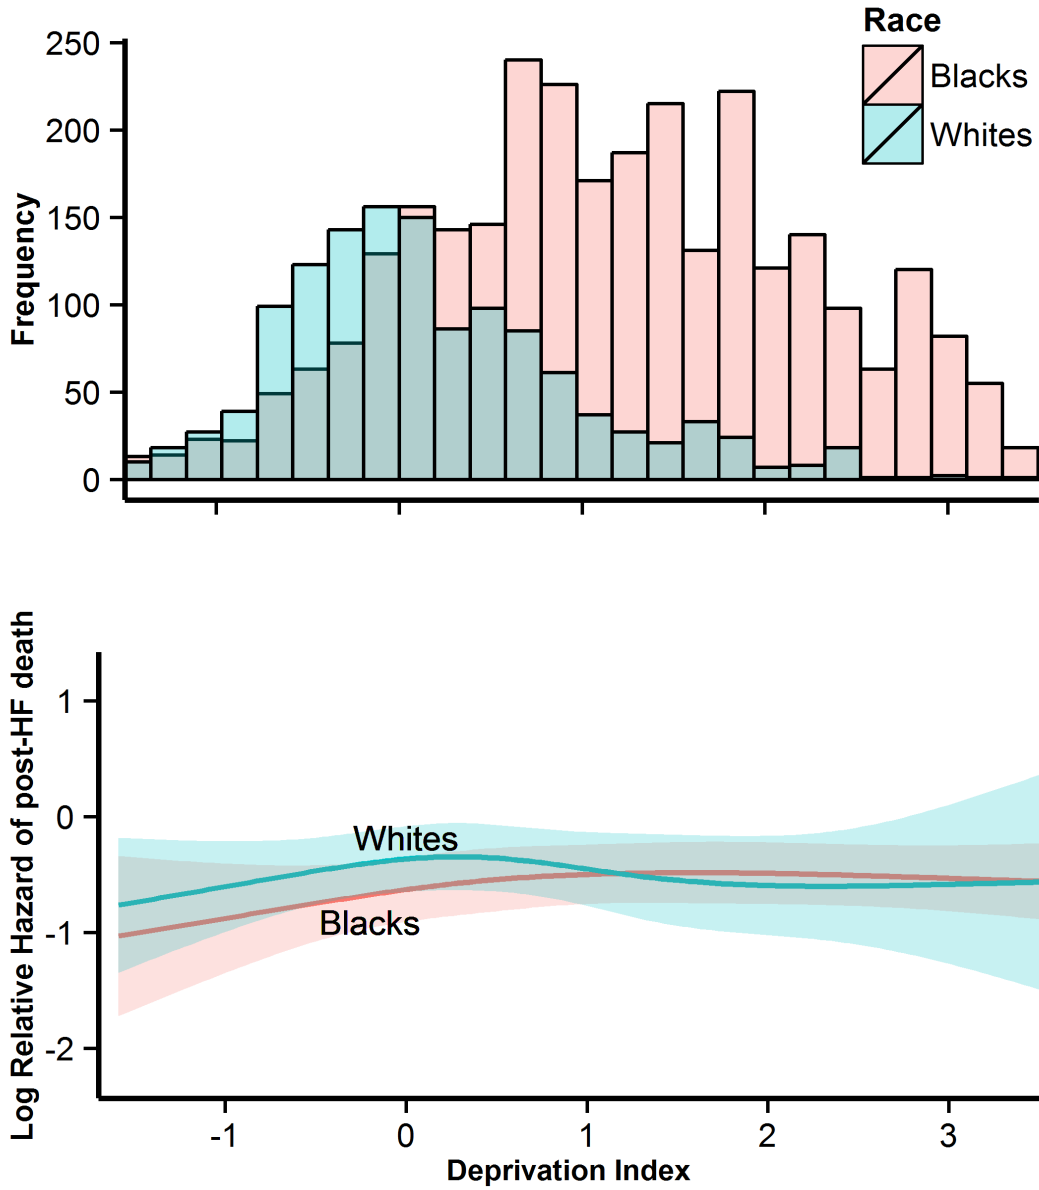 Race
Blacks
Whites
250
200
150
100
50
0
Frequency
Log Relative Hazard of post-HF death
1
0
-1
-2
Whites
Blacks
-1 0 1 2 3
Deprivation Index